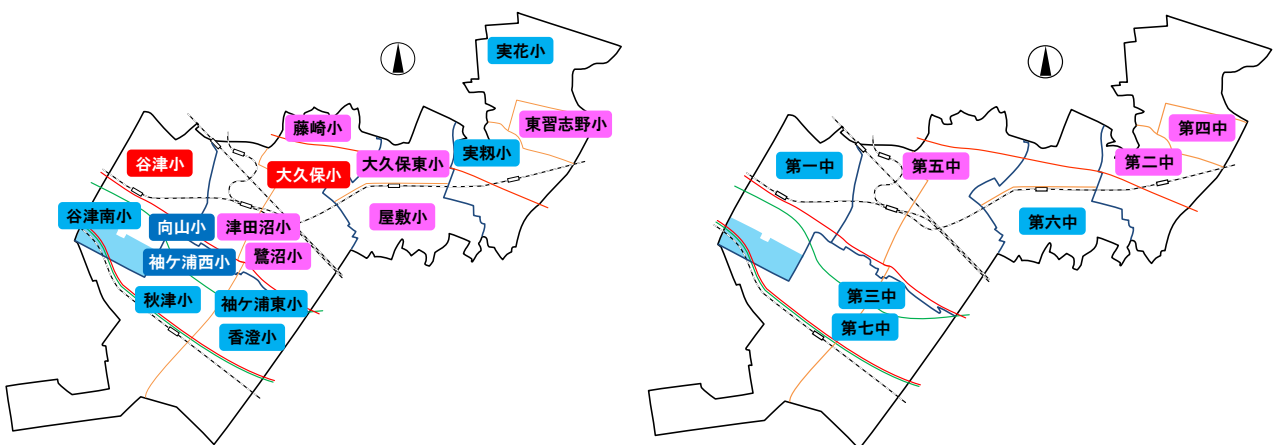 実花小
東習志野小
藤崎小
実籾小
大久保東小
谷津小
大久保小
谷津南小
向山小
津田沼小
屋敷小
袖ケ浦西小
鷺沼小
秋津小
袖ケ浦東小
香澄小
第四中
第二中
第一中
第五中
第六中
第三中
第七中